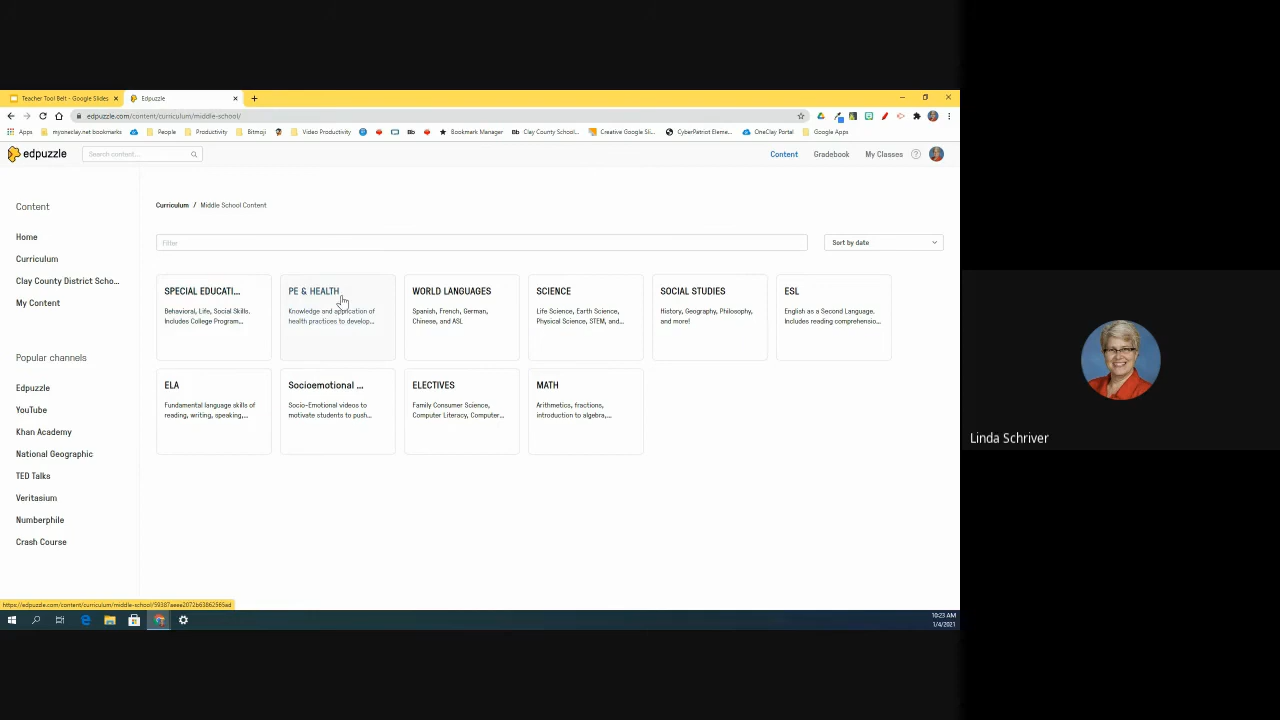 Teacher Tool Belt - Google Slides
Edpuzzle
edpuzzle.com/content/curriculum/middle-school/
Apps
myoneclay.net bookmarks
People
Productivity
Bitmoji
Video Productivity
Bb
Bookmark Manager
Bb Clay County School...
Creative Google Sli...
CyberPatriot Eleme...
OneClay Portal
Google Apps
edpuzzle
Search content...
Content
Gradebook
My Classes
Content
Home
Curriculum
Clay County District Scho...
My Content
Popular channels
Edpuzzle
YouTube
Khan Academy
National Geographic
TED Talks
Veritasium
Numberphile
Crash Course
Curriculum / Middle School Content
Filter
Sort by date
SPECIAL EDUCATI...
Behavioral, Life, Social Skills.
Includes College Program...
PE & HEALTH
Knowledge and application of
health practices to develop...
WORLD LANGUAGES
Spanish, French, German,
Chinese, and ASL
SCIENCE
Life Science, Earth Science,
Physical Science, STEM, and...
SOCIAL STUDIES
History, Geography, Philosophy,
and more!
ESL
English as a Second Language.
Includes reading comprehensio...
ELA
Fundamental language skills of
reading, writing, speaking,...
Socioemotional ...
Socio-Emotional videos to
motivate students to push...
ELECTIVES
Family Consumer Science,
Computer Literacy, Computer...
MATH
Arithmetics, fractions,
introduction to algebra,...
10:23 AM
1/4/2021
Linda Schriver